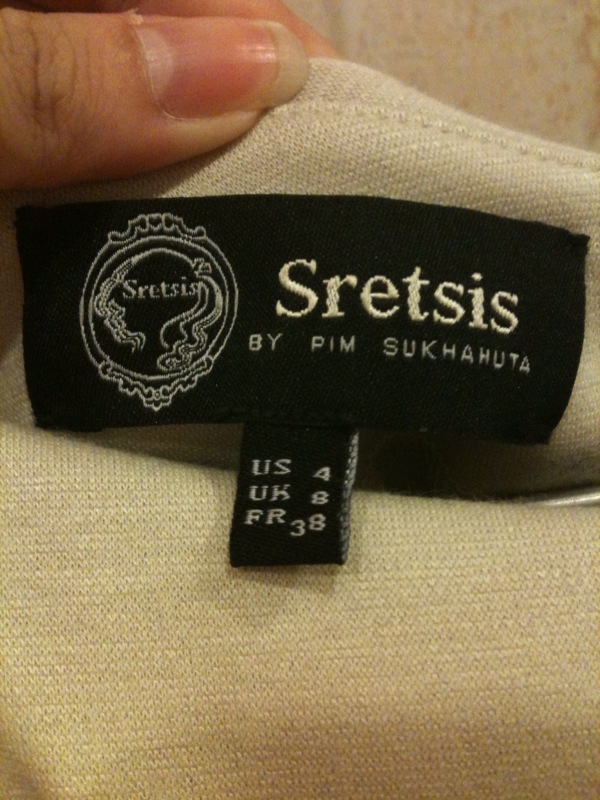 Sretsis
Sretsis
BY PIM SUKHAHUTA
US 4
UK 8
FR 38